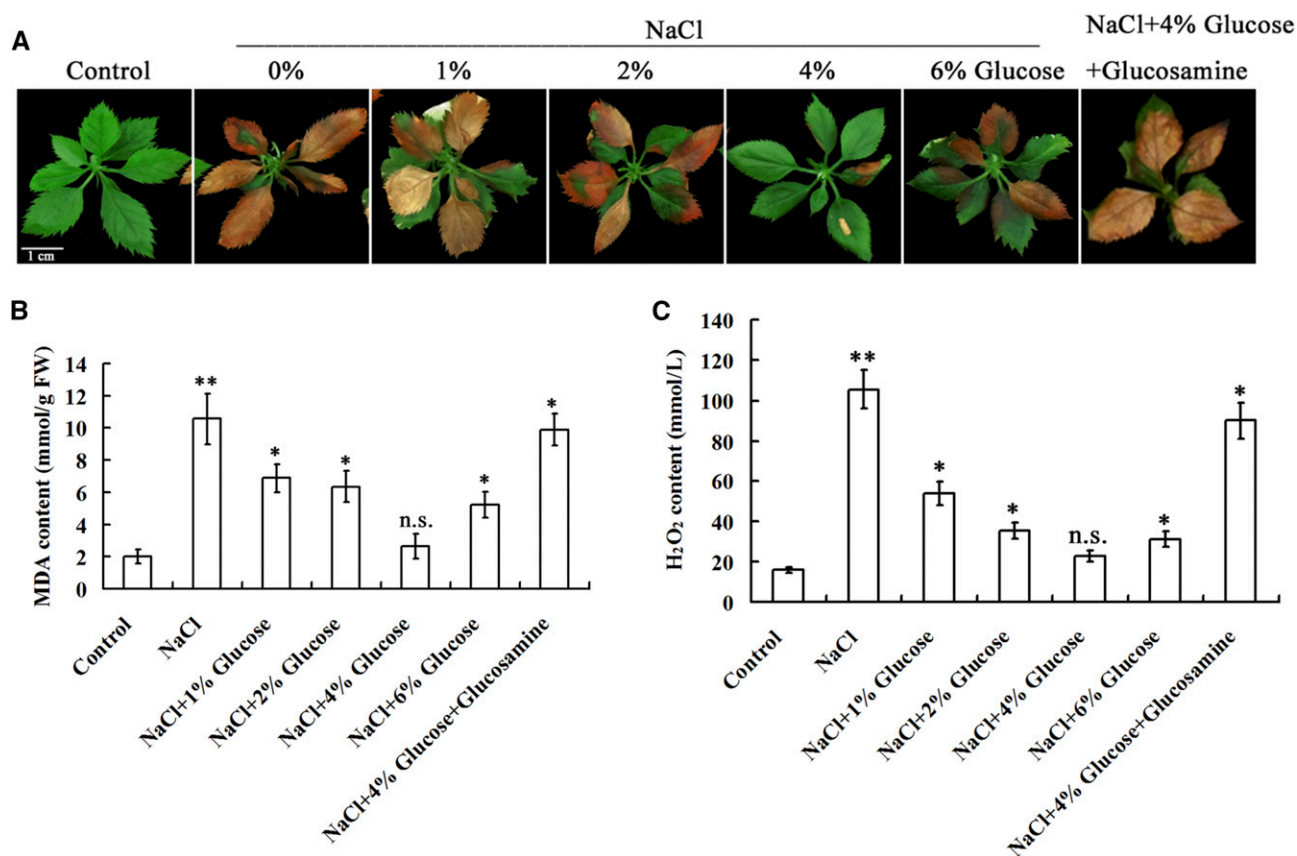 A
NaCl
NaCl+4% Glucose
Control
0%
1%
2%
4%
6% Glucose
+Glucosamine
1 cm
B
MDA content (mmol/g FW)
14
12
10
8
6
4
2
0
**
*
*
n.s.
*
*
Control
NaCl
NaCl+1% Glucose
NaCl+2% Glucose
NaCl+4% Glucose
NaCl+6% Glucose
NaCl+4% Glucose+Glucosamine
C
H₂O₂ content (mmol/L)
140
120
100
80
60
40
20
0
**
*
*
n.s.
*
*
Control
NaCl
NaCl+1% Glucose
NaCl+2% Glucose
NaCl+4% Glucose
NaCl+6% Glucose
NaCl+4% Glucose+Glucosamine